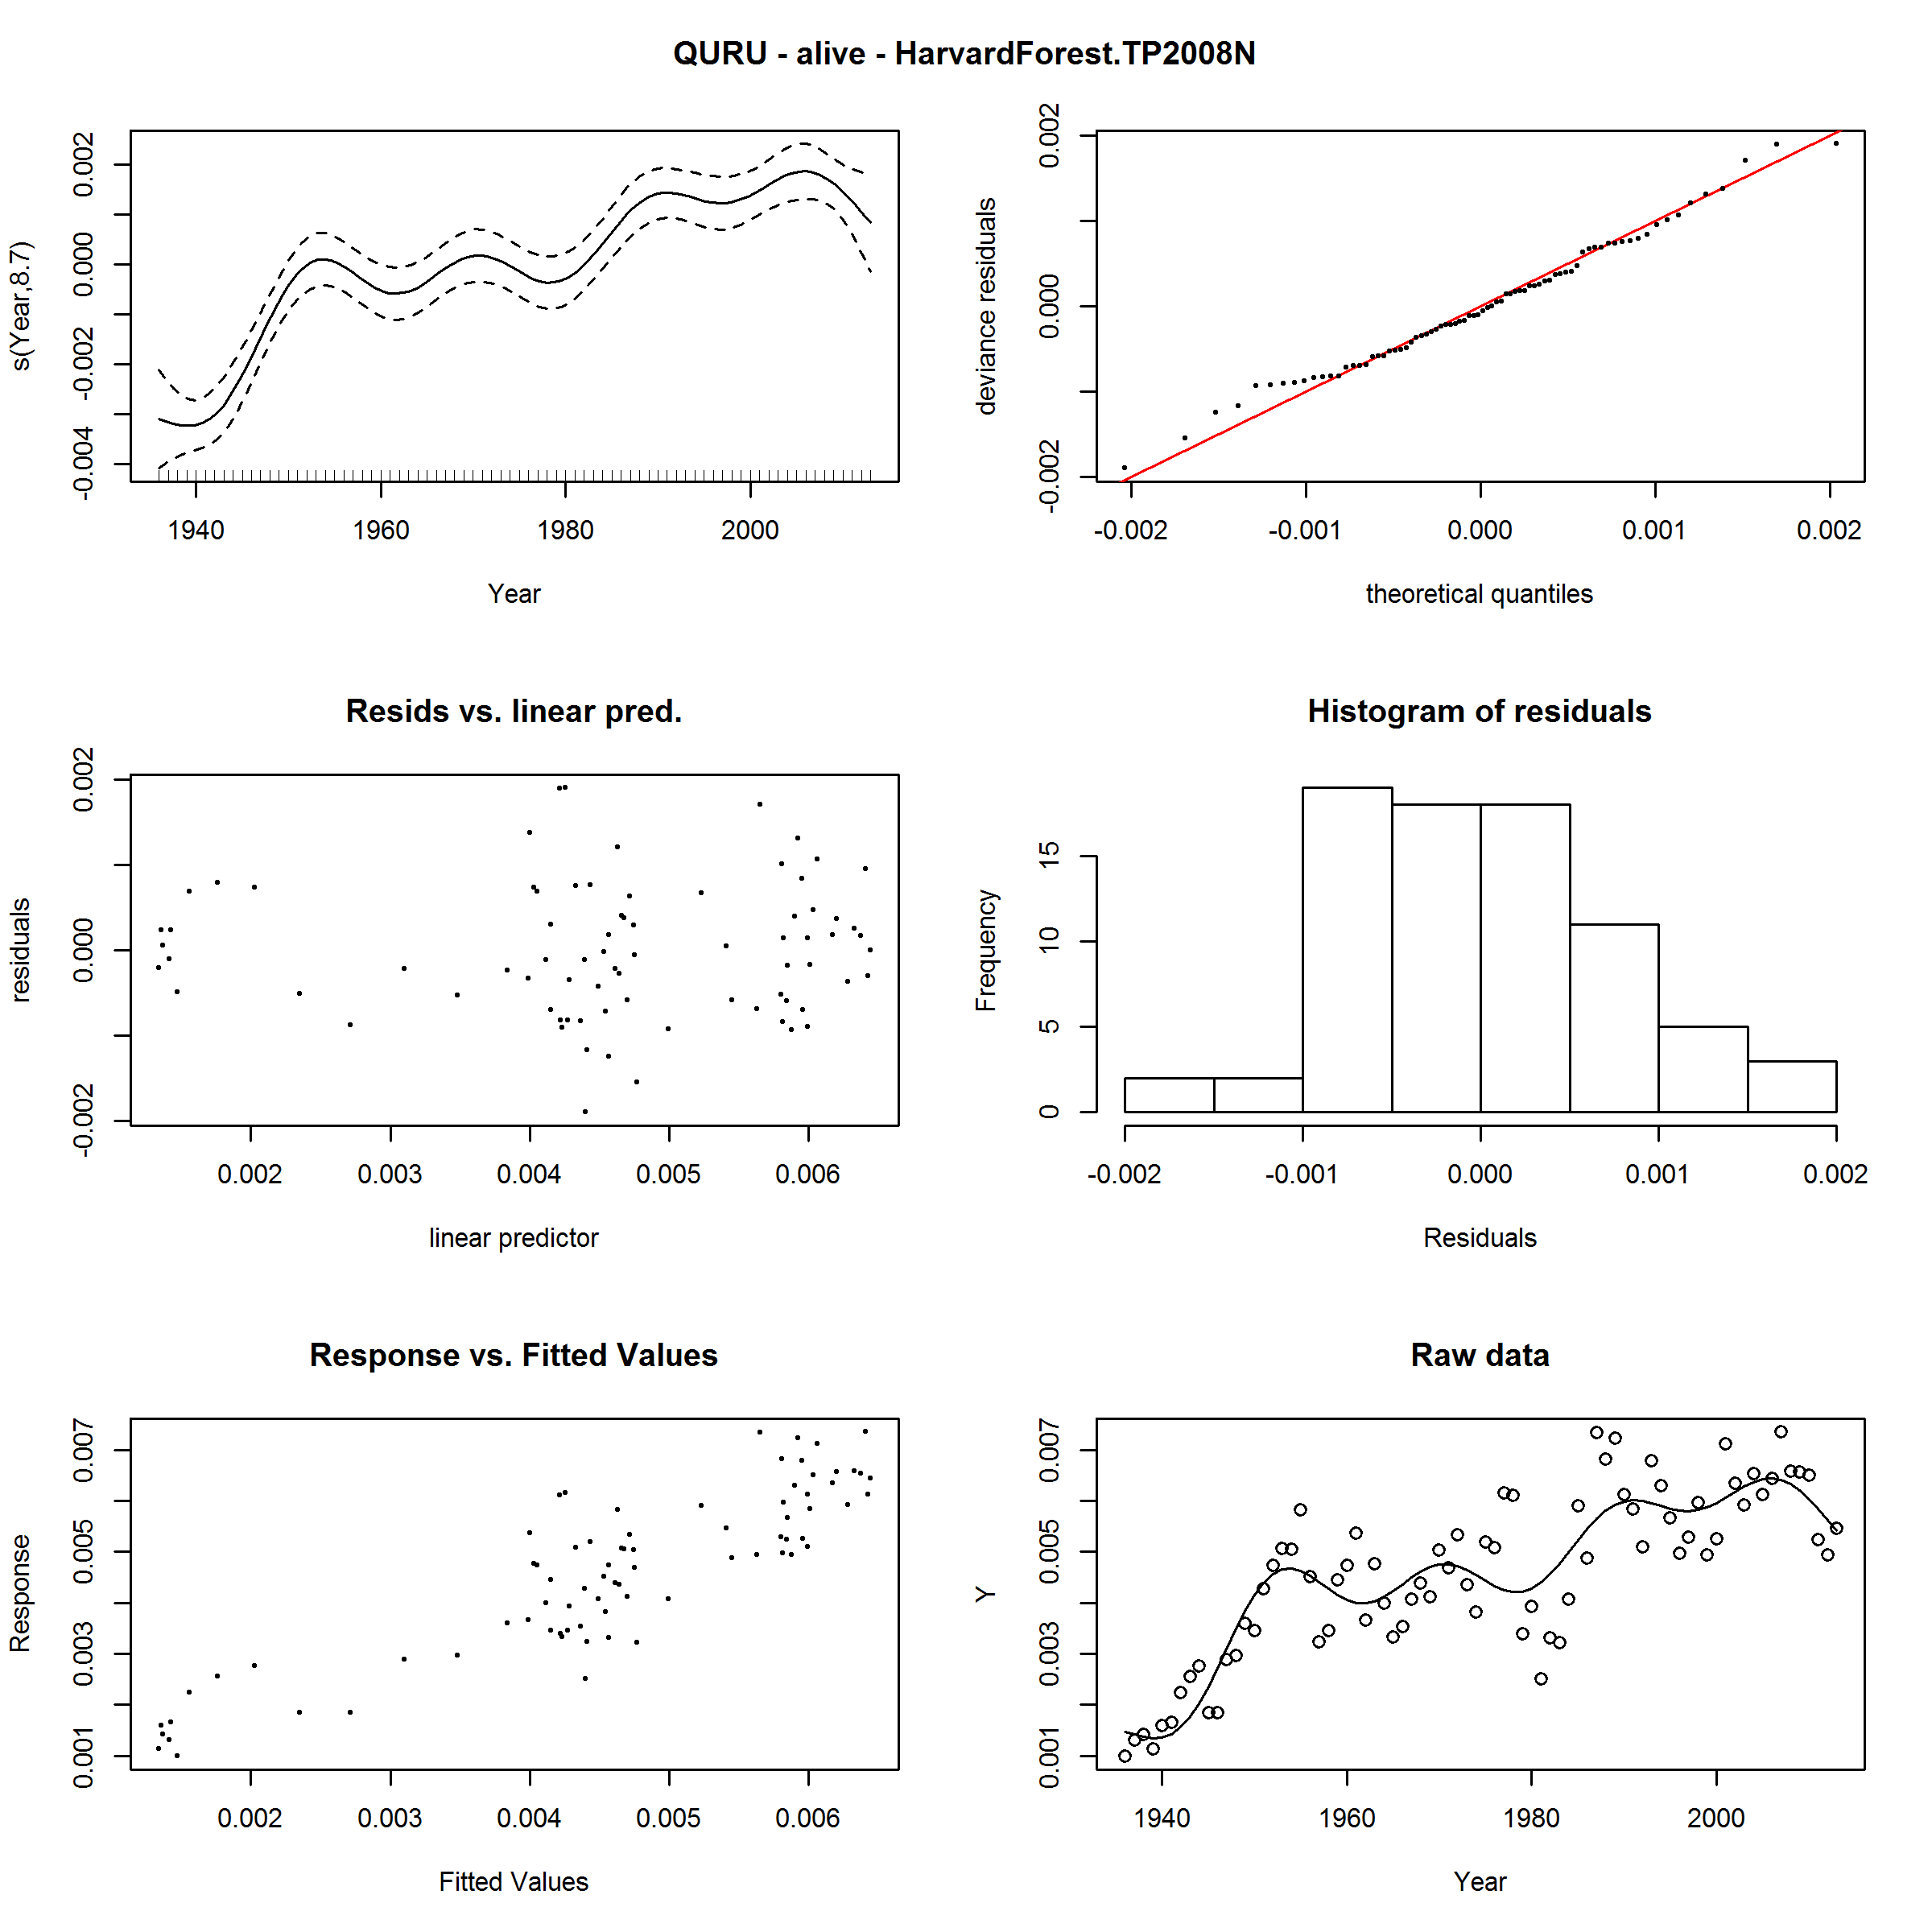 QURU - alive - HarvardForest.TP2008N
s(Year,8.7)
0.002
0.000
-0.002
-0.004
1940 1960 1980 2000
Year
deviance residuals
0.002
0.000
-0.002
-0.002 -0.001 0.000 0.001 0.002
theoretical quantiles
Resids vs. linear pred.
residuals
0.002
0.000
-0.002
0.002 0.003 0.004 0.005 0.006
linear predictor
Histogram of residuals
Frequency
15
10
5
0
-0.002 -0.001 0.000 0.001 0.002
Residuals
Response vs. Fitted Values
Response
0.007
0.005
0.003
0.001
0.002 0.003 0.004 0.005 0.006
Fitted Values
Raw data
Y
0.007
0.005
0.003
0.001
1940 1960 1980 2000
Year